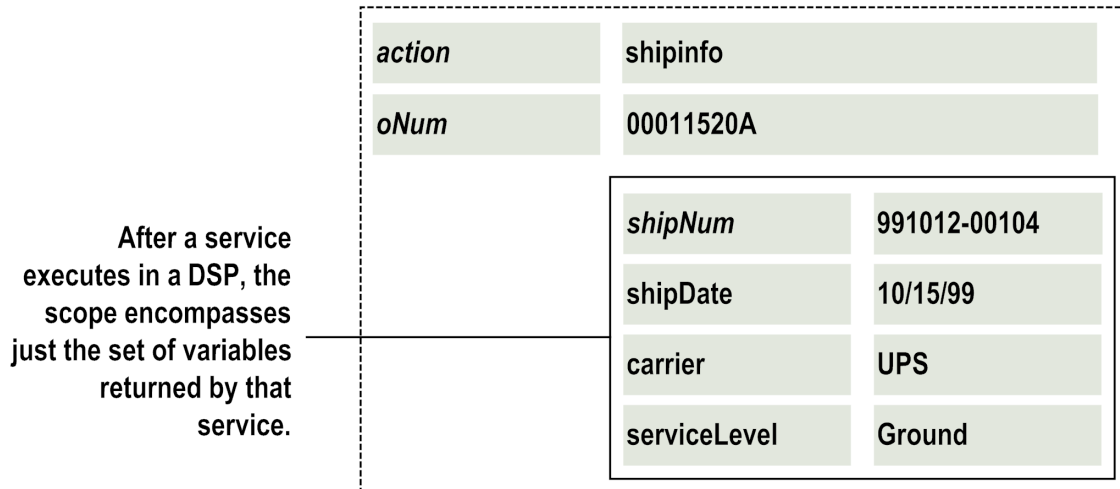 action shipinfo
oNum 00011520A
After a service
executes in a DSP, the
scope encompasses
just the set of variables
returned by that
service.
shipNum 991012-00104
shipDate 10/15/99
carrier UPS
serviceLevel Ground